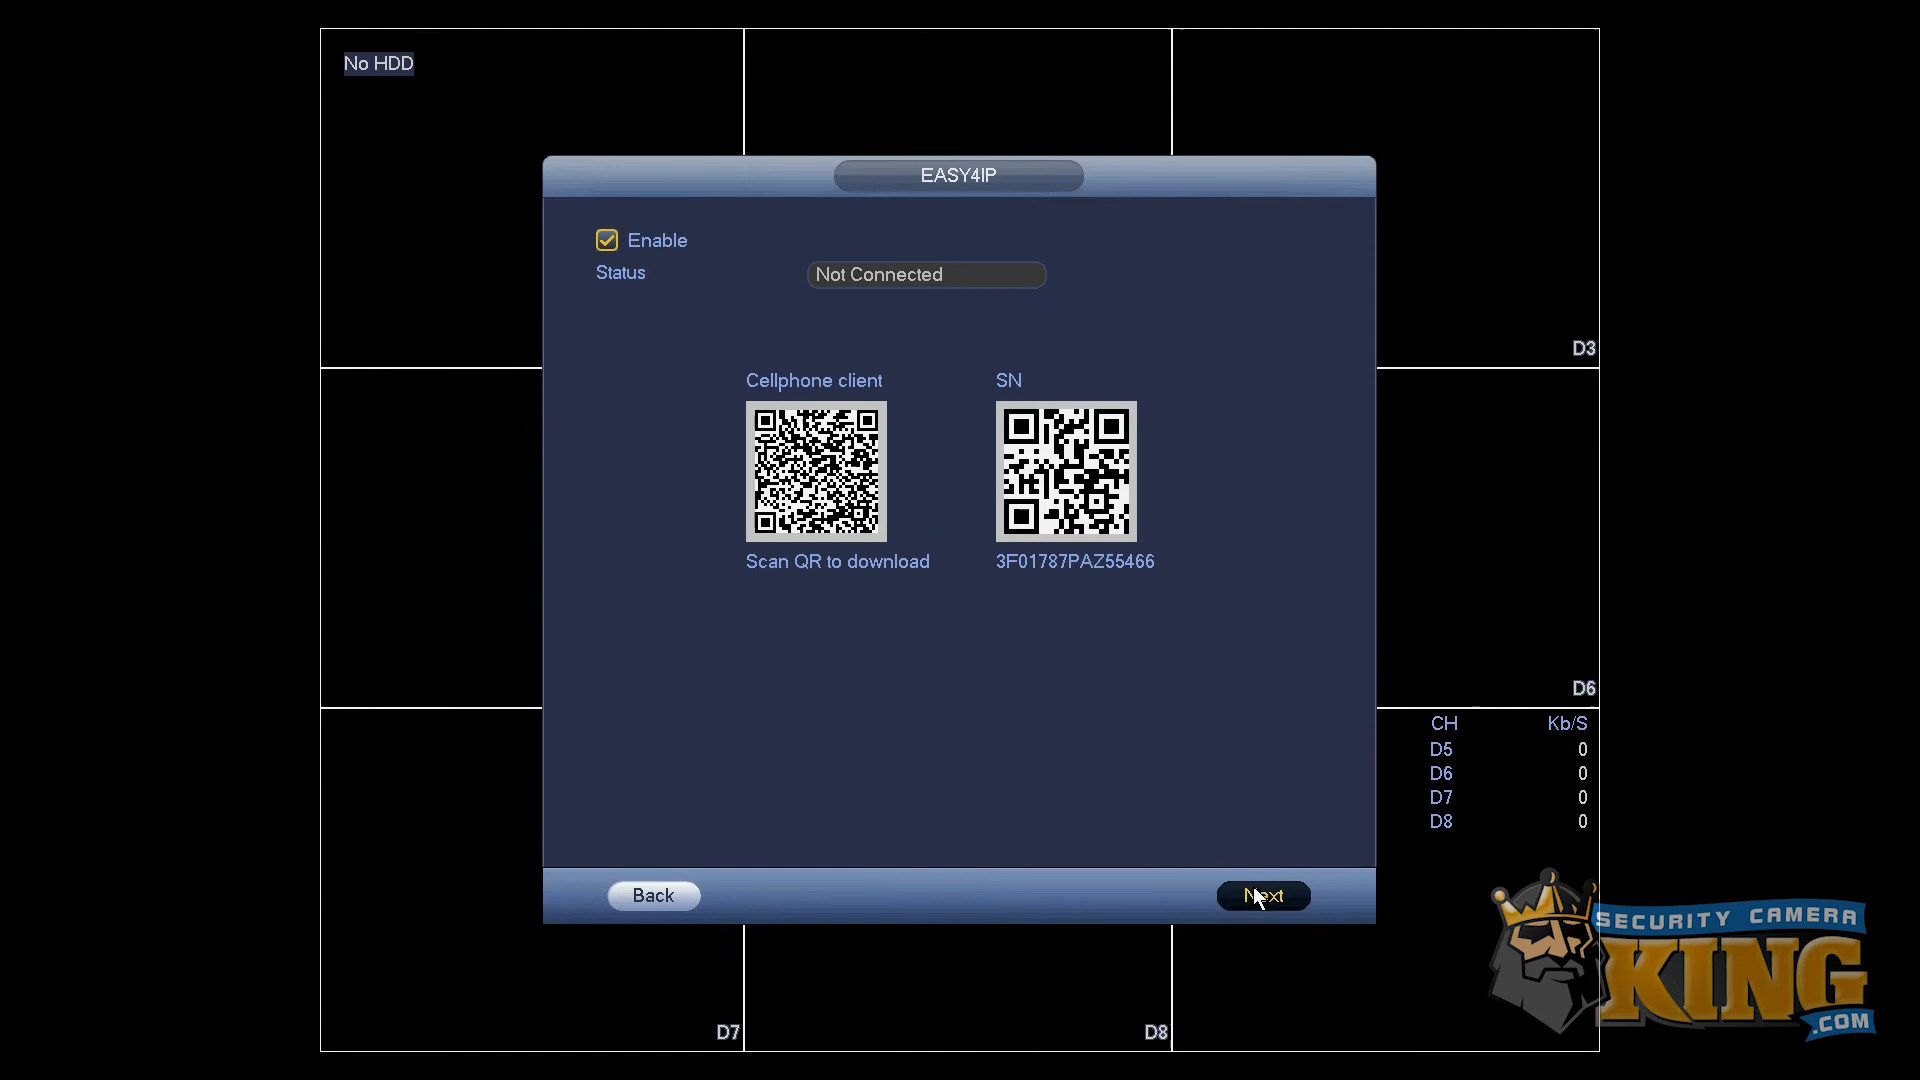 No HDD
EASY4IP
Enable
Status
Not Connected
Cellphone client
SN
Scan QR to download
3F01787PAZ55466
Back
Next
D3
D6
CH Kb/S
D5 0
D6 0
D7 0
D8 0
D7
D8
SECURITY CAMERA
KING
.COM